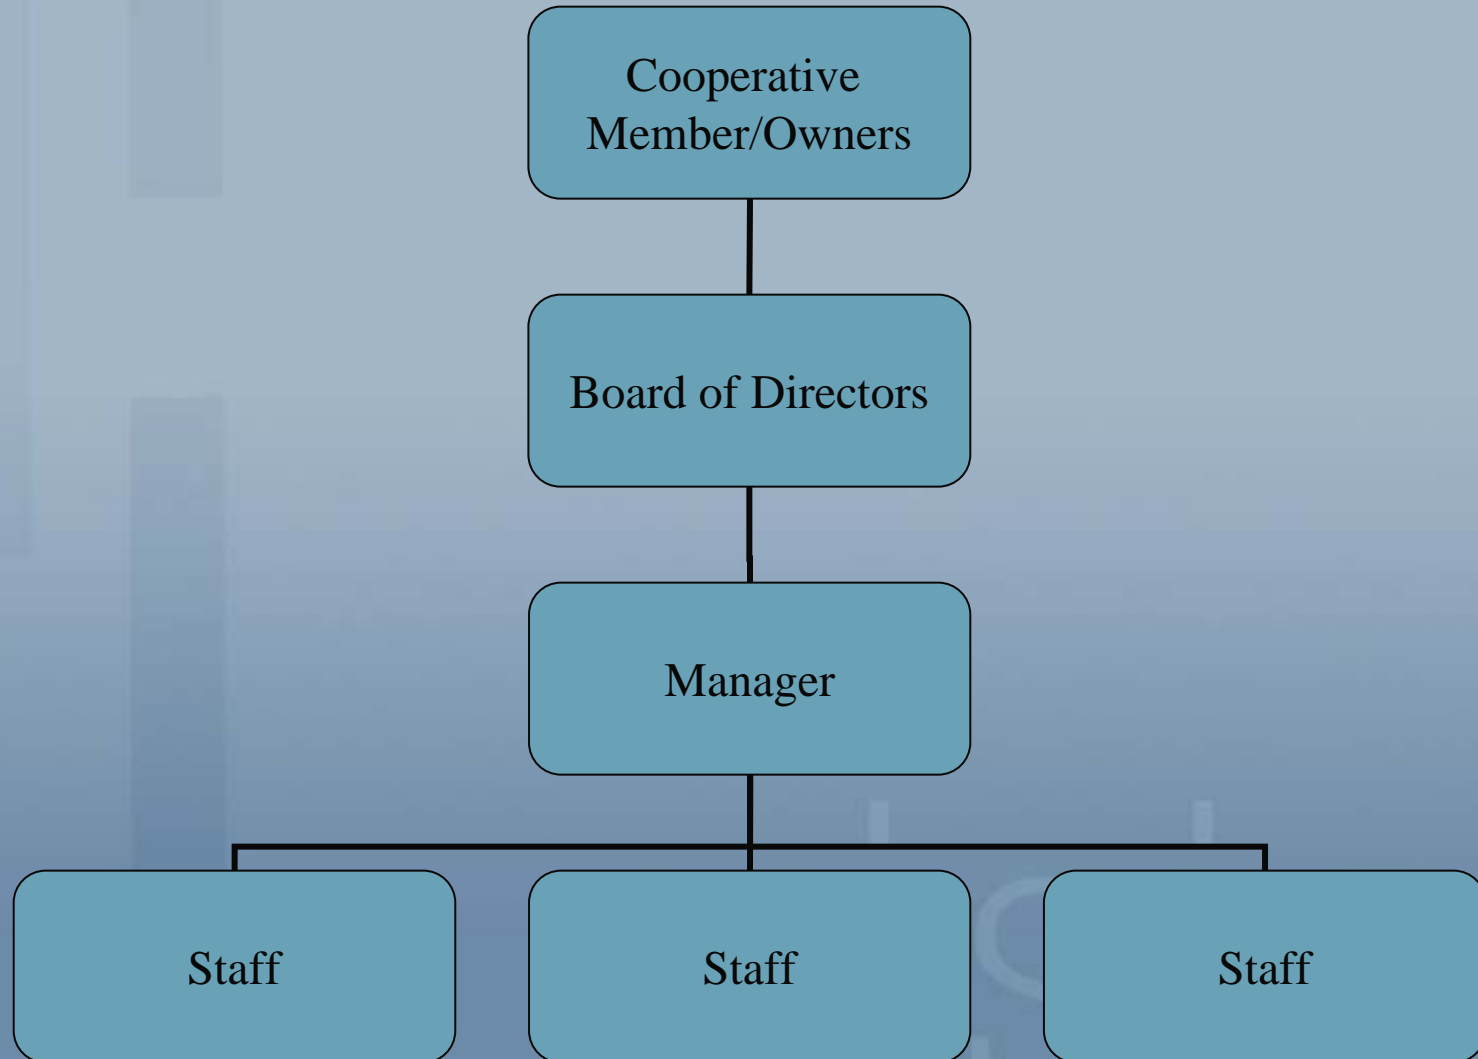 Cooperative
Member/Owners
Board of Directors
Manager
Staff
Staff
Staff